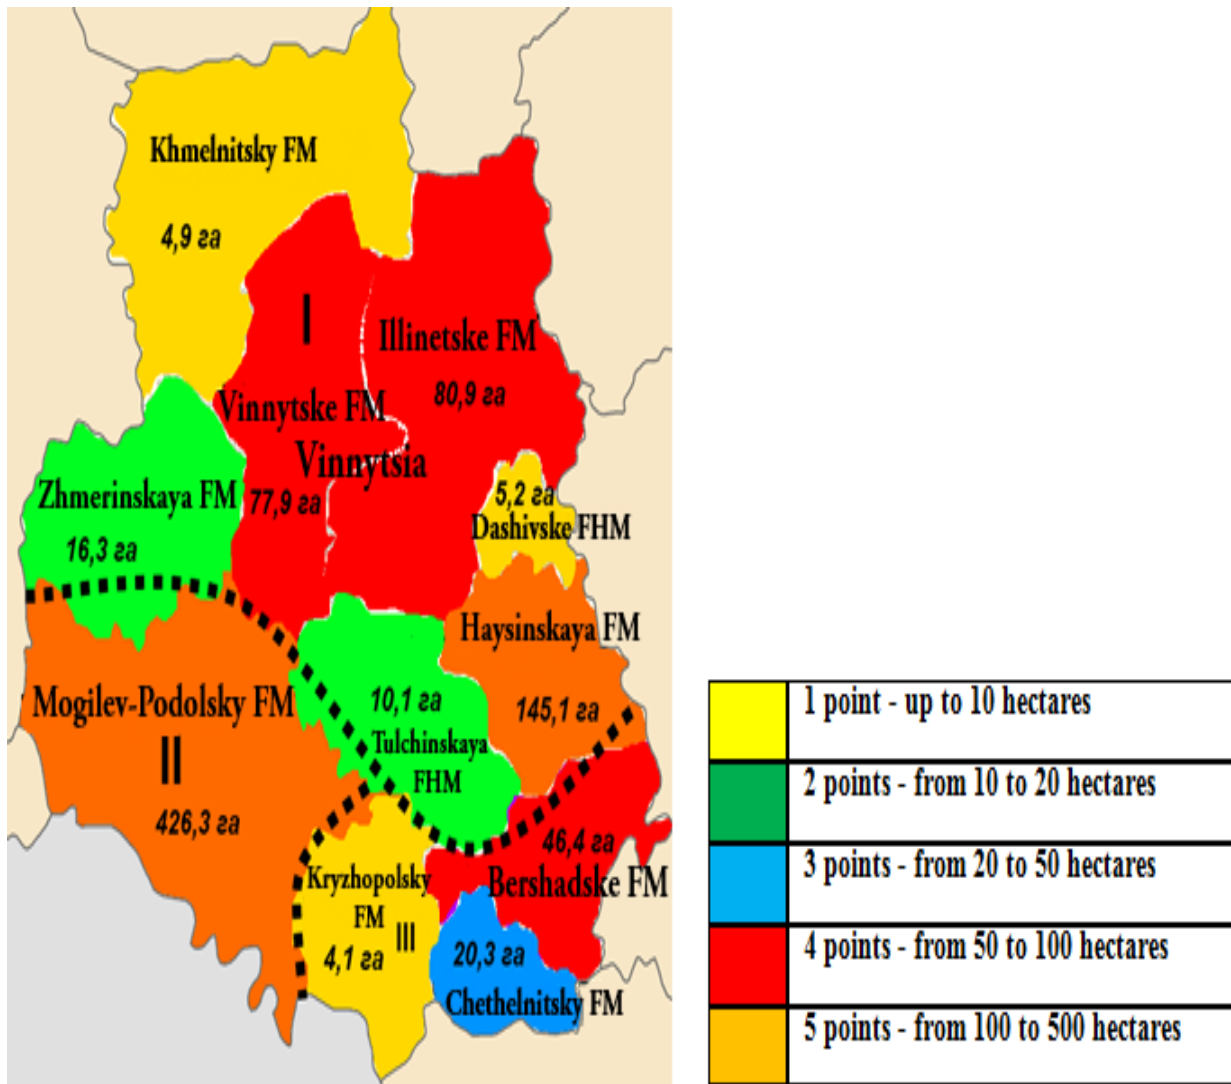 Khmelnitsky FM
4,9 га
I
Illinetske FM
80,9 га
Vinnytske FM
Vinnytsia
77,9 га
Zhmerinskaya FM
16,3 га
5,2 га
Dashivske FHM
Haysinskaya FM
145,1 га
Mogilev-Podolsky FM
II
426,3 га
10,1 га
Tulchinskaya
FHM
46,4 га
Bershadske FM
Kryzhopolsky
FM
III
4,1 га
20,3 га
Chethelnitsky FM
1 point - up to 10 hectares
2 points - from 10 to 20 hectares
3 points - from 20 to 50 hectares
4 points - from 50 to 100 hectares
5 points - from 100 to 500 hectares